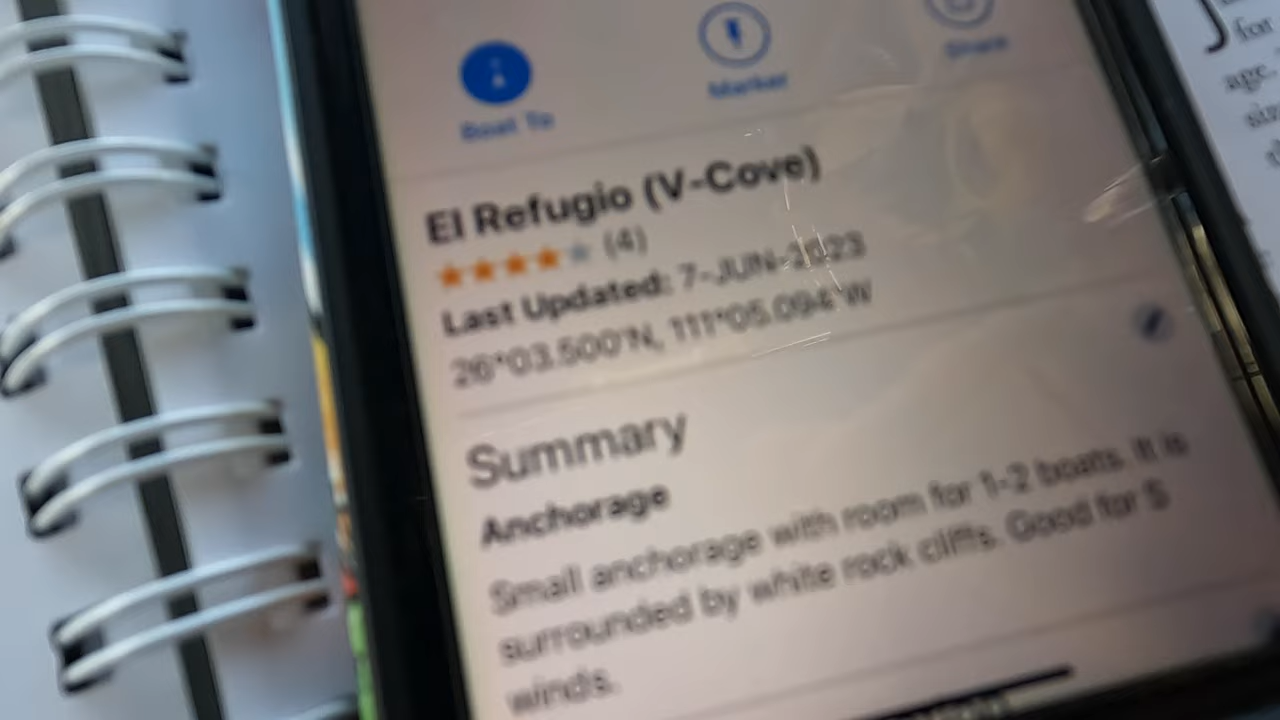 Boat To
Marker
Share
El Refugio (V-Cove)
(4)
Last Updated: 7-JUN-2023
26°03.500'N, 111°05.094'W
Summary
Anchorage
Small anchorage with room for 1-2 boats. It is
surrounded by white rock cliffs. Good for S
winds.
for
age.